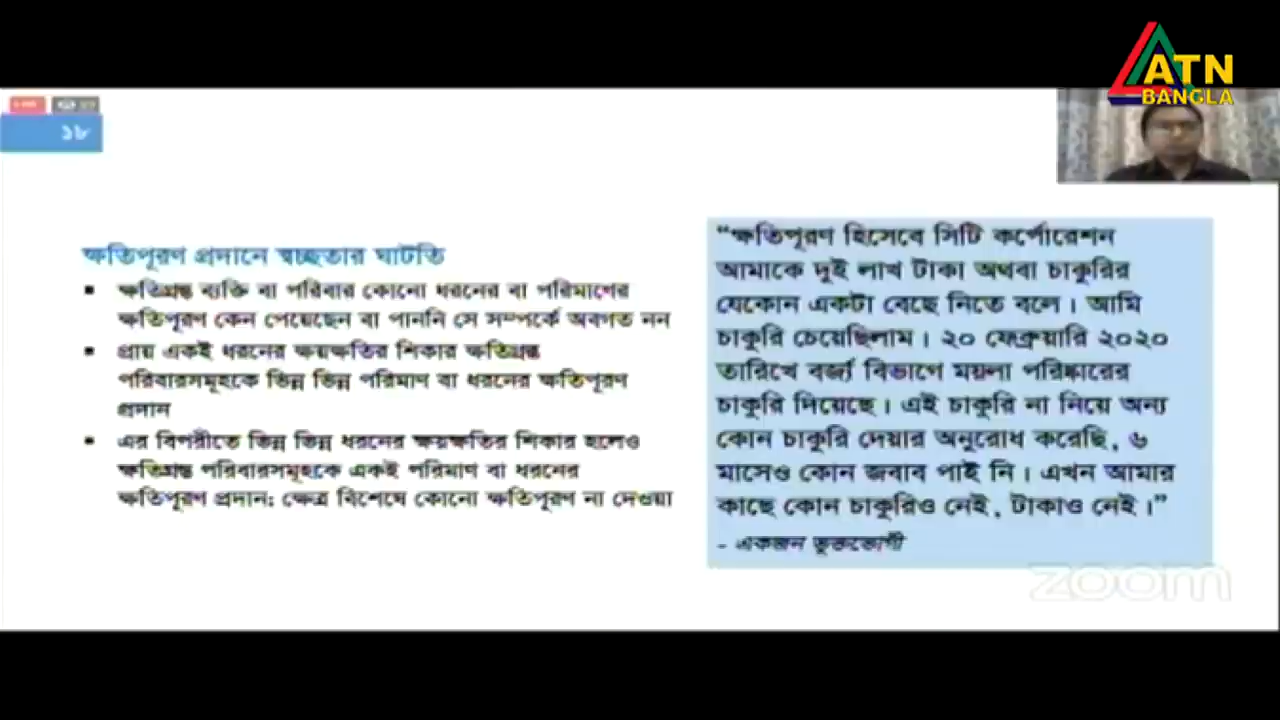 ATN
BANGLA
LIVE
১৮
ক্ষতিপূরণ প্রদানে স্বচ্ছতার ঘাটতি
▪ ক্ষতিগ্রস্ত ব্যক্তি বা পরিবার কোনো ধরনের বা পরিমাণের
ক্ষতিপূরণ কেন পেয়েছেন বা পাননি সে সম্পর্কে অবগত নন
▪ প্রায় একই ধরনের ক্ষয়ক্ষতির শিকার ক্ষতিগ্রস্ত
পরিবারসমূহকে ভিন্ন ভিন্ন পরিমাণ বা ধরনের ক্ষতিপূরণ
প্রদান
▪ এর বিপরীতে ভিন্ন ভিন্ন ধরনের ক্ষয়ক্ষতির শিকার হলেও
ক্ষতিগ্রস্ত পরিবারসমূহকে একই পরিমাণ বা ধরনের
ক্ষতিপূরণ প্রদান; ক্ষেত্র বিশেষে কোনো ক্ষতিপূরণ না দেওয়া
“ক্ষতিপূরণ হিসেবে সিটি কর্পোরেশন
আমাকে দুই লাখ টাকা অথবা চাকুরির
যেকোন একটা বেছে নিতে বলে। আমি
চাকুরি চেয়েছিলাম। ২০ ফেব্রুয়ারি ২০২০
তারিখে বর্জ্য বিভাগে ময়লা পরিষ্কারের
চাকুরি দিয়েছে। এই চাকুরি না নিয়ে অন্য
কোন চাকুরি দেয়ার অনুরোধ করেছি, ৬
মাসেও কোন জবাব পাই নি। এখন আমার
কাছে কোন চাকুরিও নেই, টাকাও নেই।”
- একজন ভুক্তভোগী
zoom